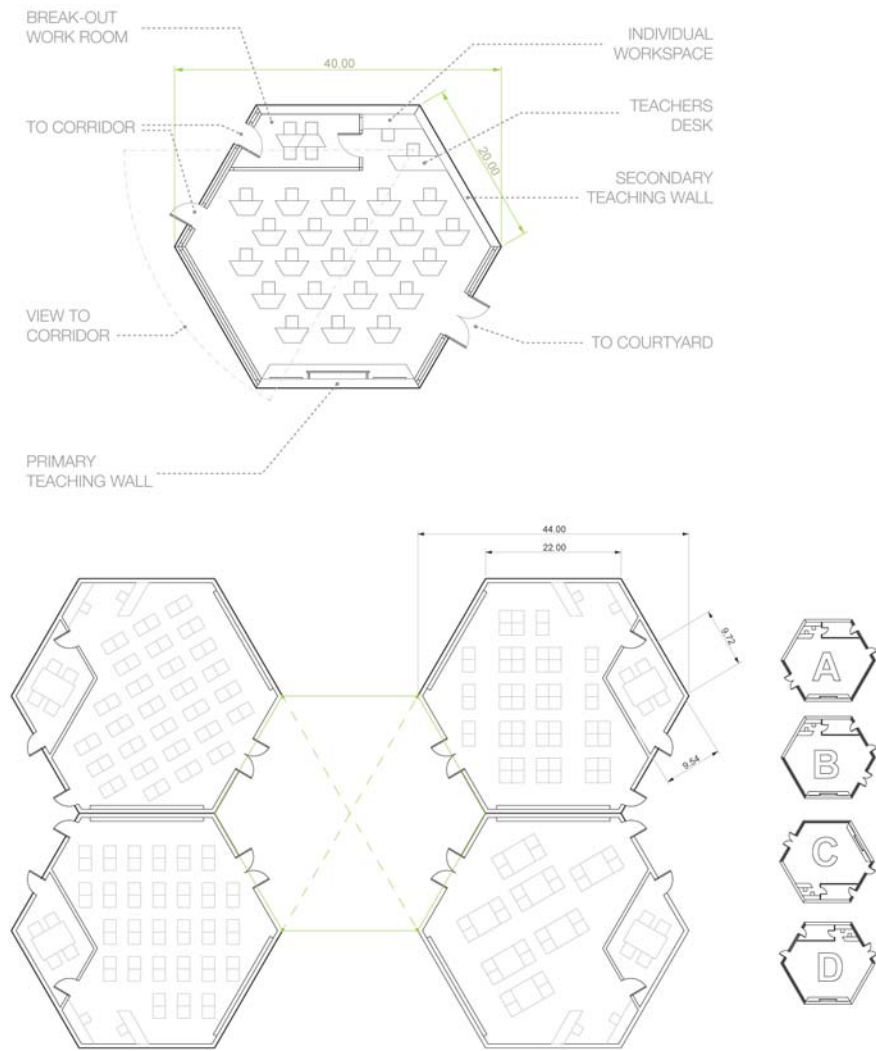 BREAK-OUT
WORK ROOM
INDIVIDUAL
WORKSPACE
40.00
TEACHERS
DESK
TO CORRIDOR
20.00
SECONDARY
TEACHING WALL
VIEW TO
CORRIDOR
TO COURTYARD
PRIMARY
TEACHING WALL
44.00
22.00
9.72
9.54
A
B
C
D